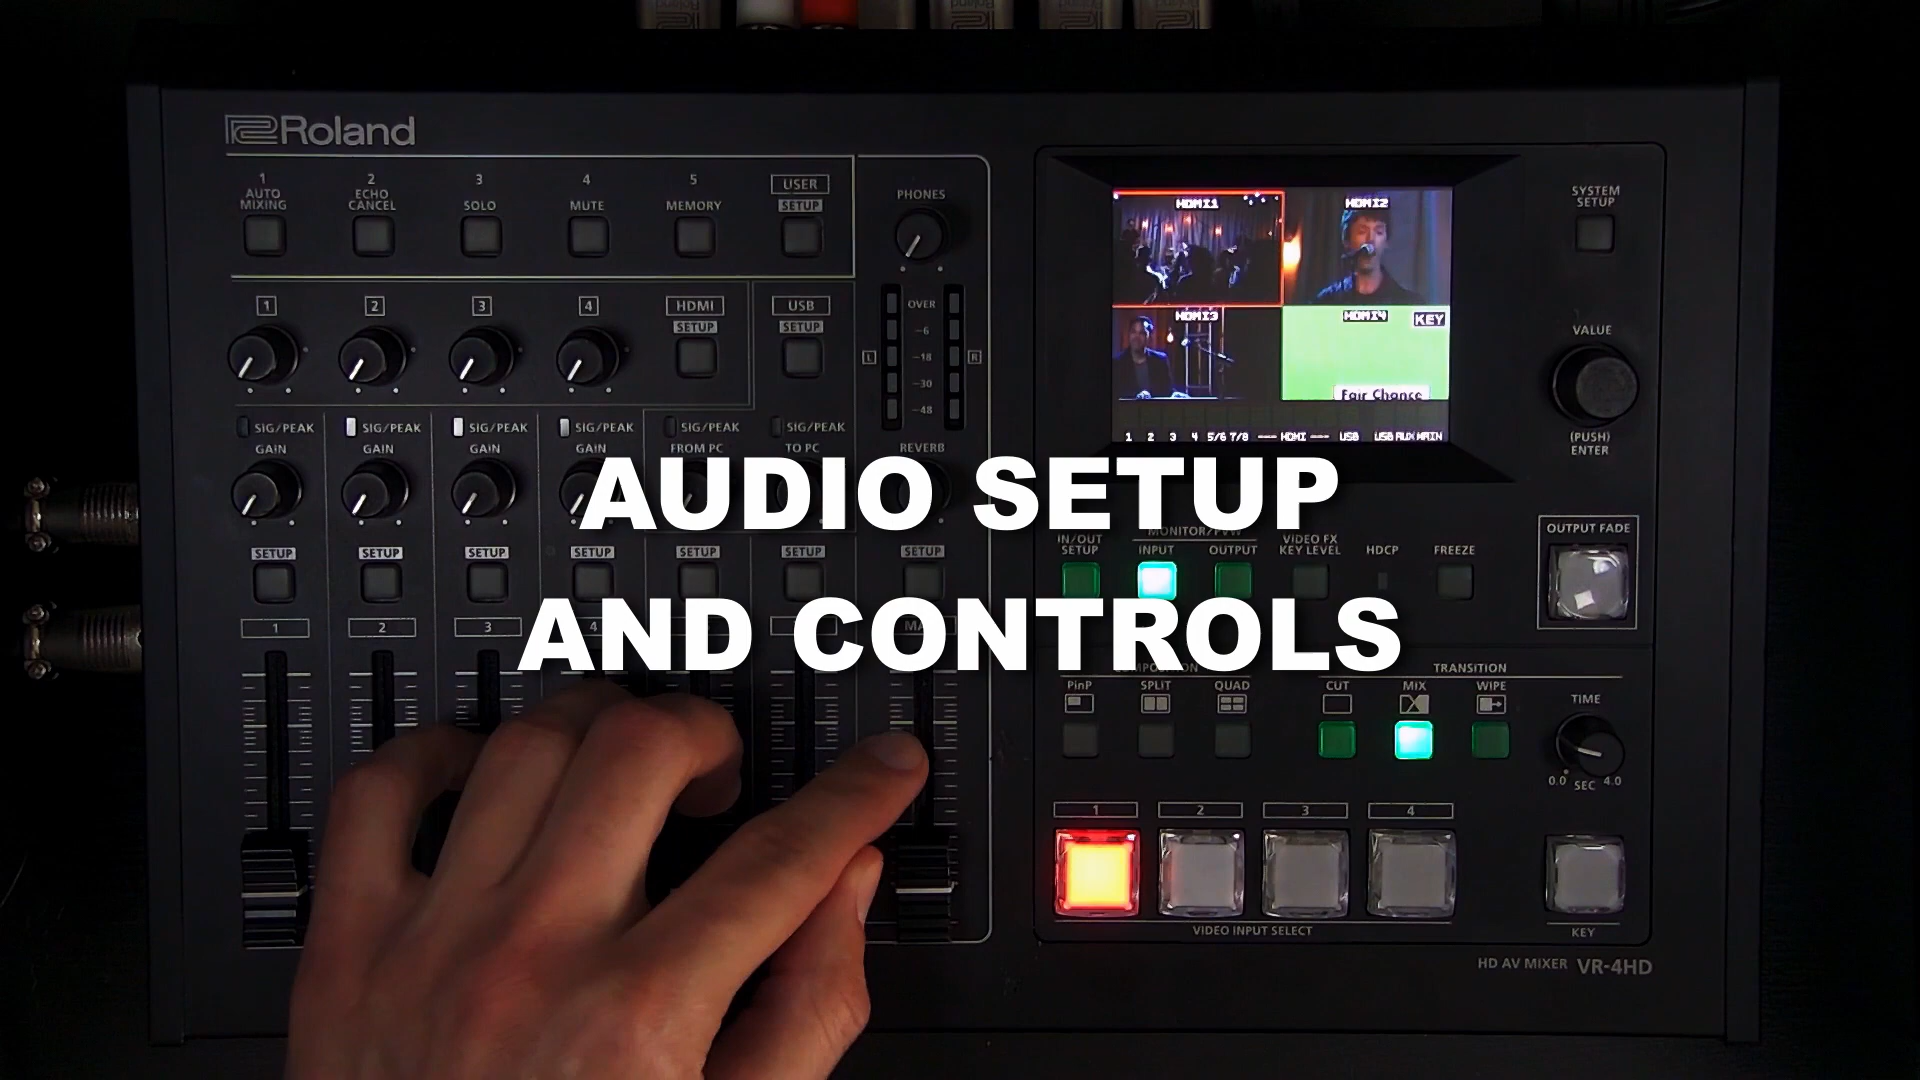 Roland
1 2 3 4 5 USER
AUTO MIXING ECHO CANCEL SOLO MUTE MEMORY SETUP
PHONES
1 2 3 4 HDMI USB
SETUP SETUP
OVER
-6
L -18 R
-30
-48
SIG/PEAK SIG/PEAK SIG/PEAK SIG/PEAK SIG/PEAK SIG/PEAK
GAIN GAIN GAIN GAIN FROM PC TO PC REVERB
SETUP SETUP SETUP SETUP SETUP SETUP SETUP
1 2 3 4
HDMI1 HDMI2
HDMI3 HDMI4 KEY
Fair Chance
1 2 3 4 5/6 7/8 HDMI USB USB AUX MAIN
SYSTEM
SETUP
VALUE
(PUSH)
ENTER
AUDIO SETUP
AND CONTROLS
MONITOR/PVW
IN/OUT SETUP INPUT OUTPUT VIDEO FX KEY LEVEL HDCP FREEZE
OUTPUT FADE
COMPOSITION TRANSITION
PinP SPLIT QUAD CUT MIX WIPE
TIME
0.0 SEC 4.0
1 2 3 4
VIDEO INPUT SELECT
KEY
HD AV MIXER VR-4HD